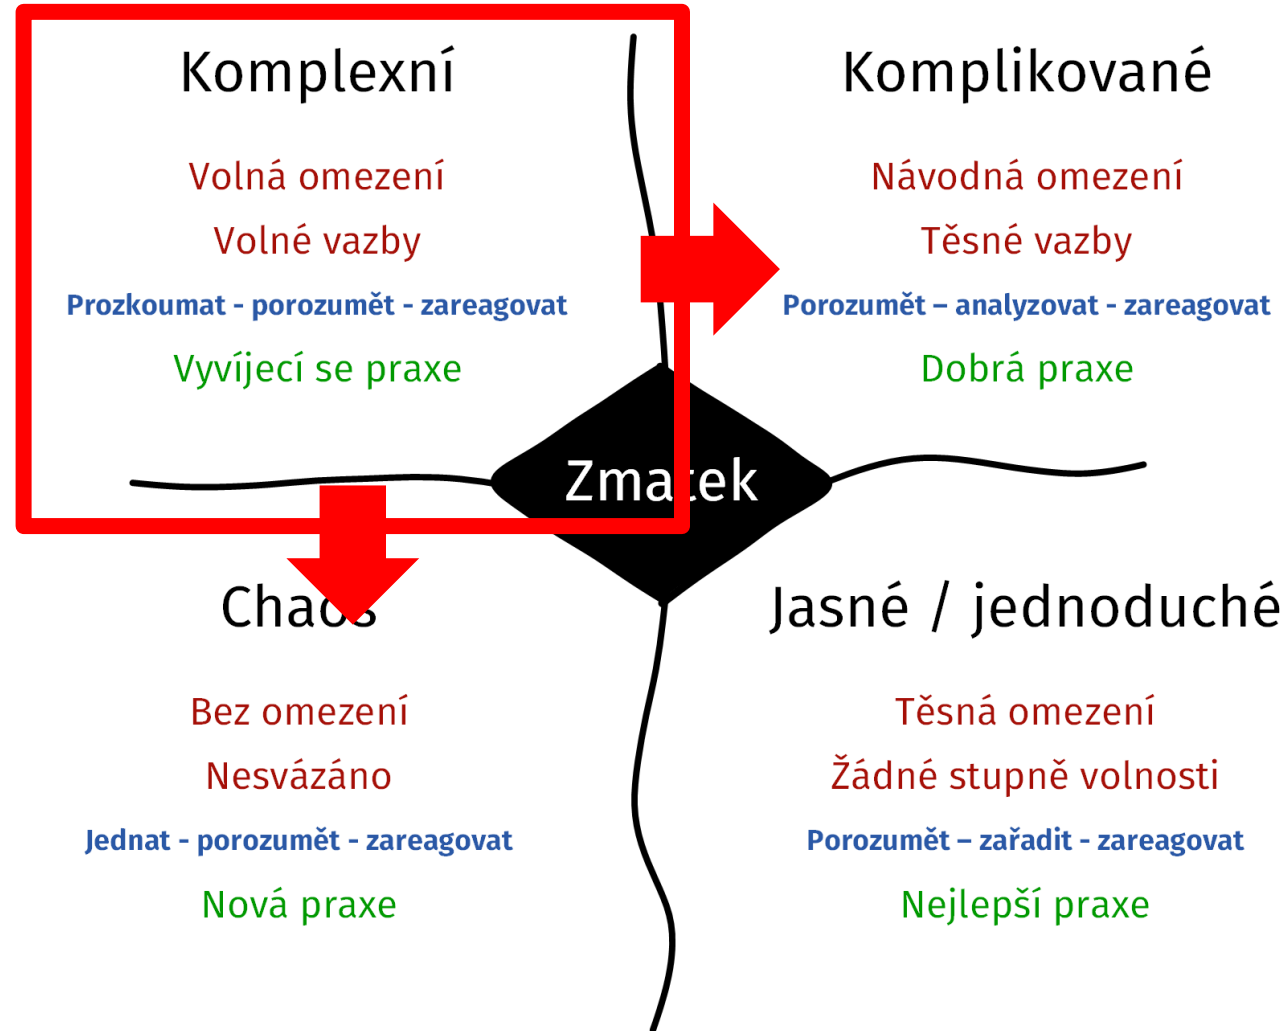 Komplexní
Volná omezení
Volné vazby
Prozkoumat - porozumět - zareagovat
Vyvíjecí se praxe
Komplikované
Návodná omezení
Těsné vazby
Porozumět – analyzovat - zareagovat
Dobrá praxe
Zmatek
Chaos
Bez omezení
Nesvázáno
Jednat - porozumět - zareagovat
Nová praxe
Jasné / jednoduché
Těsná omezení
Žádné stupně volnosti
Porozumět – zařadit - zareagovat
Nejlepší praxe